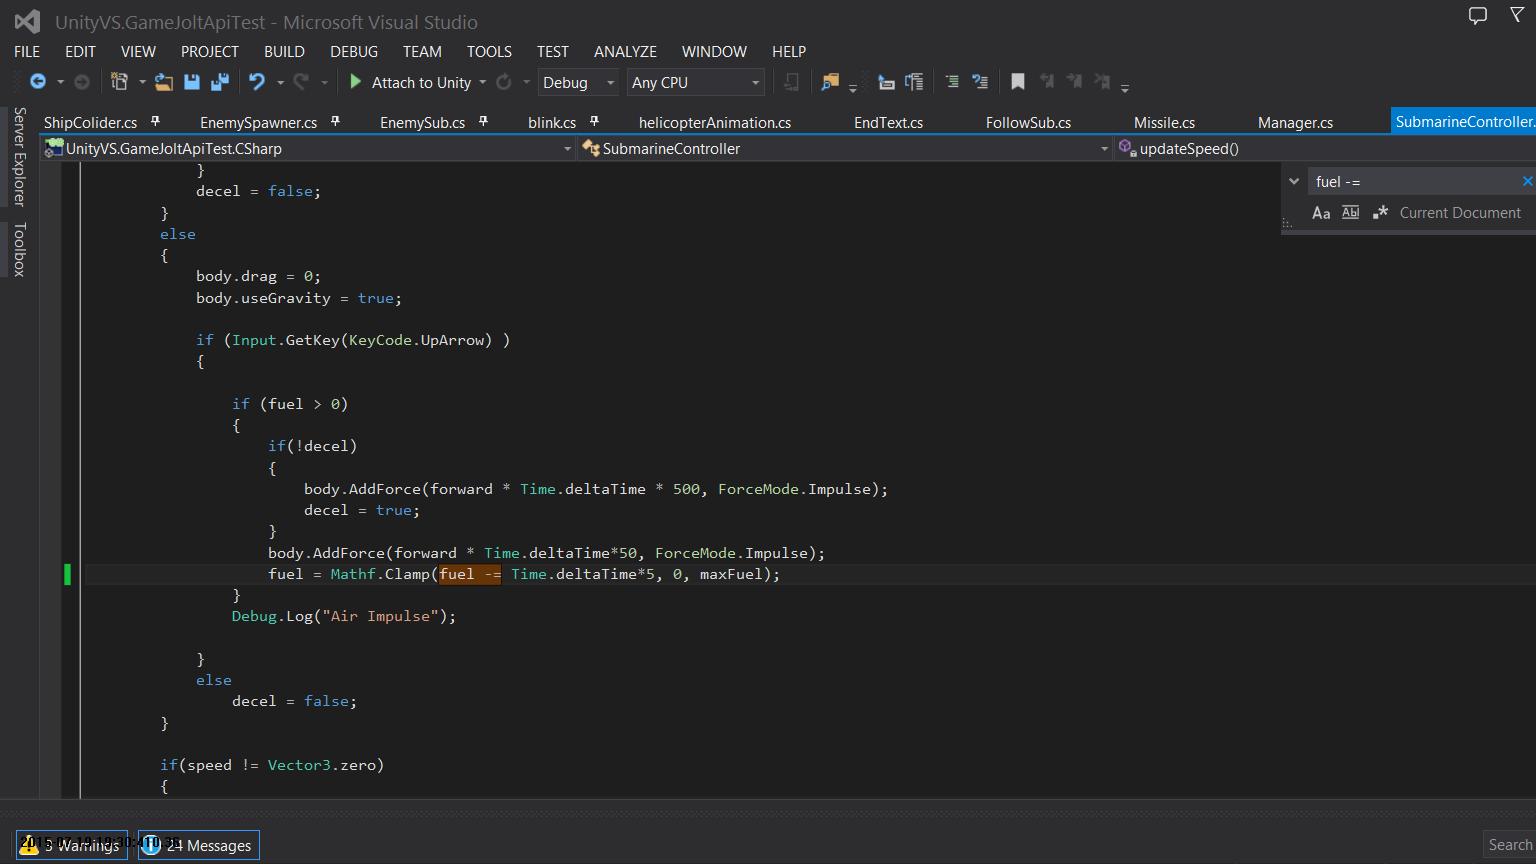 UnityVS.GameJoltApiTest - Microsoft Visual Studio
FILE EDIT VIEW PROJECT BUILD DEBUG TEAM TOOLS TEST ANALYZE WINDOW HELP
Attach to Unity Debug Any CPU
Server Explorer
Toolbox
ShipColider.cs EnemySpawner.cs EnemySub.cs blink.cs helicopterAnimation.cs EndText.cs FollowSub.cs Missile.cs Manager.cs SubmarineController.
UnityVS.GameJoltApiTest.CSharp SubmarineController updateSpeed()
fuel -=
Aa Abl .* Current Document
}
decel = false;
}
else
{
body.drag = 0;
body.useGravity = true;
if (Input.GetKey(KeyCode.UpArrow) )
{
if (fuel > 0)
{
if(!decel)
{
body.AddForce(forward * Time.deltaTime * 500, ForceMode.Impulse);
decel = true;
}
body.AddForce(forward * Time.deltaTime*50, ForceMode.Impulse);
fuel = Mathf.Clamp(fuel -= Time.deltaTime*5, 0, maxFuel);
}
Debug.Log("Air Impulse");
}
else
decel = false;
}
if(speed != Vector3.zero)
{
3 Warnings 24 Messages
Search